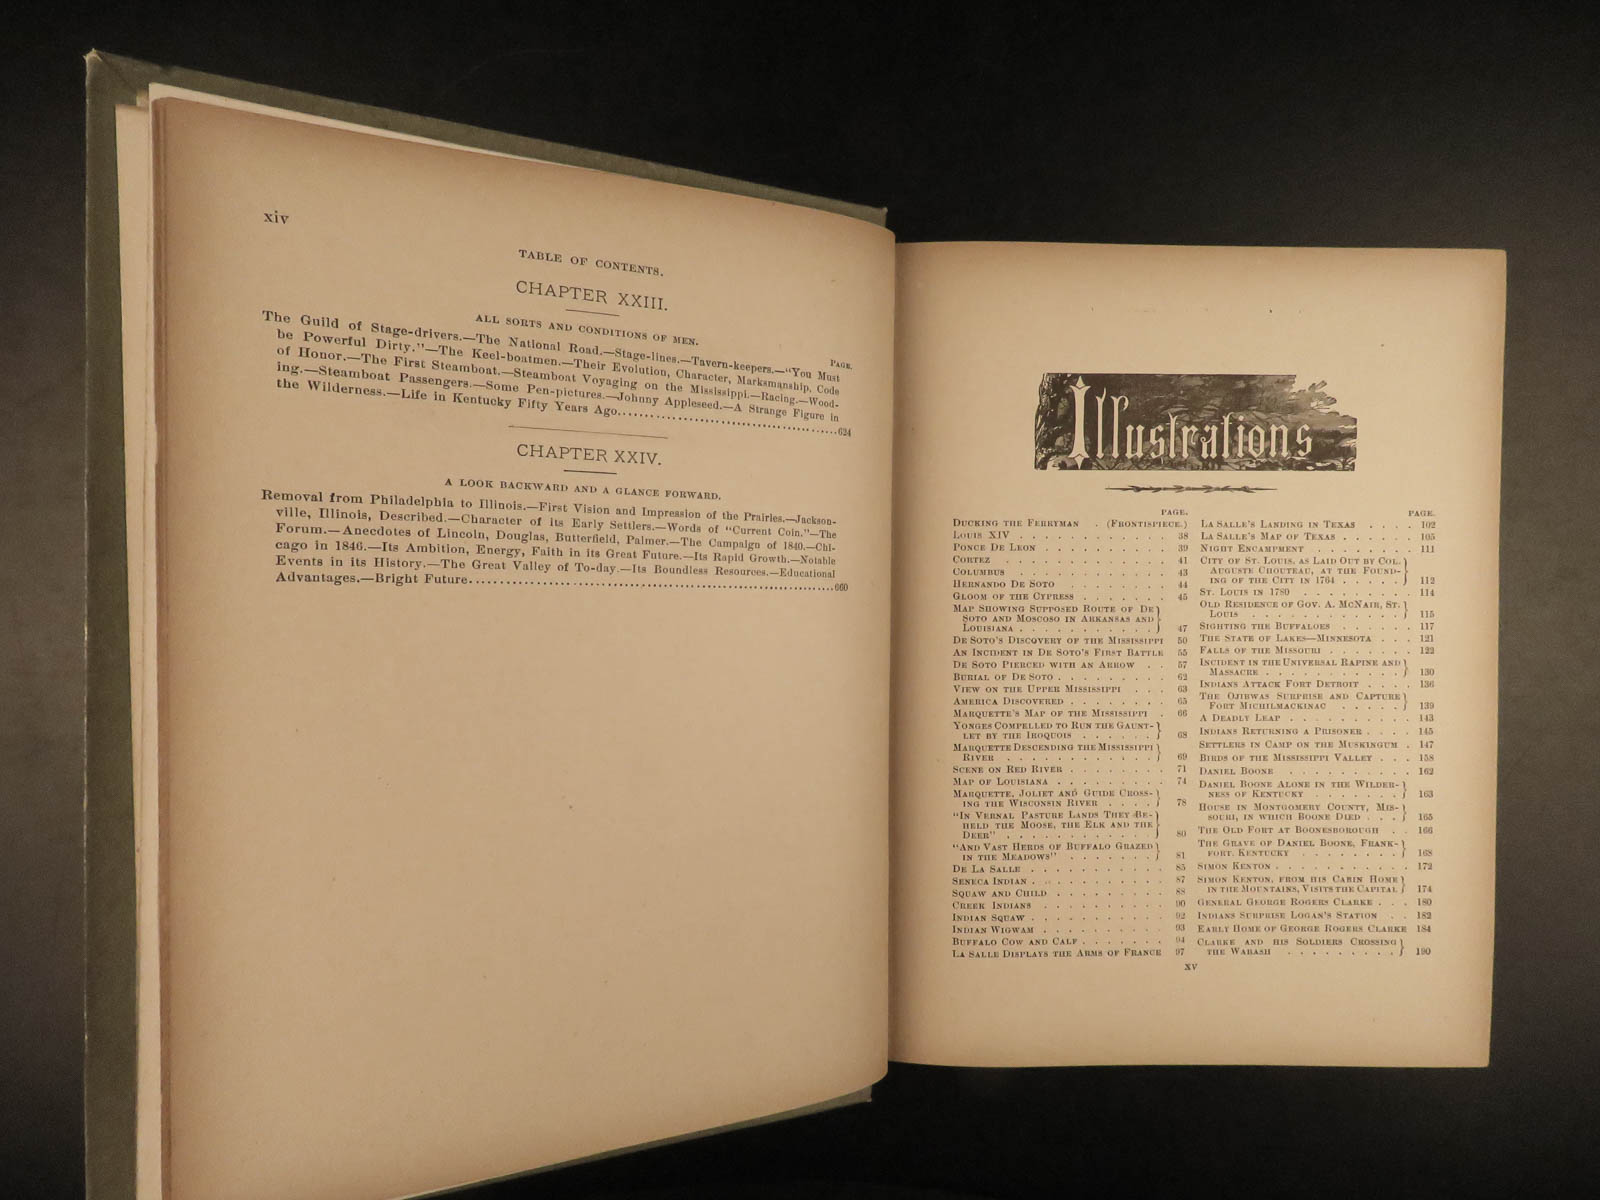 xiv
TABLE OF CONTENTS.
CHAPTER XXIII.
ALL SORTS AND CONDITIONS OF MEN.
PAGE.
The Guild of Stage-drivers.—The National Road.—Stage-lines.—Tavern-keepers.—"You Must
be Powerful Dirty."—The Keel-boatmen.—Their Evolution, Character, Marksmanship, Code
of Honor.—The First Steamboat.—Steamboat Voyaging on the Mississippi.—Racing.—Wood-
ing.—Steamboat Passengers.—Some Pen-pictures.—Johnny Appleseed.—A Strange Figure in
the Wilderness.—Life in Kentucky Fifty Years Ago....................624
CHAPTER XXIV.
A LOOK BACKWARD AND A GLANCE FORWARD.
Removal from Philadelphia to Illinois.—First Vision and Impression of the Prairies.—Jackson-
ville, Illinois, Described.—Character of its Early Settlers.—Words of "Current Coin."—The
Forum.—Anecdotes of Lincoln, Douglas, Butterfield, Palmer.—The Campaign of 1840.—Chi-
cago in 1846.—Its Ambition, Energy, Faith in its Great Future.—Its Rapid Growth.—Notable
Events in its History.—The Great Valley of To-day.—Its Boundless Resources.—Educational
Advantages.—Bright Future....................660
Illustrations
PAGE.
DUCKING THE FERRYMAN . (FRONTISPIECE.)
LOUIS XIV . . . . . 38
PONCE DE LEON . . . . . 39
CORTEZ . . . . . 41
COLUMBUS . . . . . 43
HERNANDO DE SOTO . . . . . 44
GLOOM OF THE CYPRESS . . . . . 45
MAP SHOWING SUPPOSED ROUTE OF DE
SOTO AND MOSCOSO IN ARKANSAS AND
LOUISIANA . . . . . 47
DE SOTO'S DISCOVERY OF THE MISSISSIPPI 50
AN INCIDENT IN DE SOTO'S FIRST BATTLE 55
DE SOTO PIERCED WITH AN ARROW . . 57
BURIAL OF DE SOTO . . . . . 62
VIEW ON THE UPPER MISSISSIPPI . . . 63
AMERICA DISCOVERED . . . . . 65
MARQUETTE'S MAP OF THE MISSISSIPPI . 66
YONGES COMPELLED TO RUN THE GAUNT-
LET BY THE IROQUOIS . . . . . 68
MARQUETTE DESCENDING THE MISSISSIPPI
RIVER . . . . . 69
SCENE ON RED RIVER . . . . . 71
MAP OF LOUISIANA . . . . . 74
MARQUETTE, JOLIET AND GUIDE CROSS-
ING THE WISCONSIN RIVER . . . . 78
"IN VERNAL PASTURE LANDS THEY BE-
HELD THE MOOSE, THE ELK AND THE
DEER" . . . . . 80
"AND VAST HERDS OF BUFFALO GRAZED
IN THE MEADOWS" . . . . . 81
DE LA SALLE . . . . . 85
SENECA INDIAN . . . . . 87
SQUAW AND CHILD . . . . . 88
CREEK INDIANS . . . . . 90
INDIAN SQUAW . . . . . 92
INDIAN WIGWAM . . . . . 93
BUFFALO COW AND CALF . . . . . 94
LA SALLE DISPLAYS THE ARMS OF FRANCE 97
PAGE.
LA SALLE'S LANDING IN TEXAS . . . . 102
LA SALLE'S MAP OF TEXAS . . . . . 105
NIGHT ENCAMPMENT . . . . . 111
CITY OF ST. LOUIS, AS LAID OUT BY COL.
AUGUSTE CHOUTEAU, AT THE FOUND-
ING OF THE CITY IN 1764 . . . . . 112
ST. LOUIS IN 1780 . . . . . 114
OLD RESIDENCE OF GOV. A. MCNAIR, ST.
LOUIS . . . . . 115
SIGHTING THE BUFFALOES . . . . . 117
THE STATE OF LAKES—MINNESOTA . . . 121
FALLS OF THE MISSOURI . . . . . 122
INCIDENT IN THE UNIVERSAL RAPINE AND
MASSACRE . . . . . 130
INDIANS ATTACK FORT DETROIT . . . . 136
THE OJIBWAS SURPRISE AND CAPTURE
FORT MICHILMACKINAC . . . . . 139
A DEADLY LEAP . . . . . 143
INDIANS RETURNING A PRISONER . . . . 145
SETTLERS IN CAMP ON THE MUSKINGUM . 147
BIRDS OF THE MISSISSIPPI VALLEY . . . 158
DANIEL BOONE . . . . . 162
DANIEL BOONE ALONE IN THE WILDER-
NESS OF KENTUCKY . . . . . 163
HOUSE IN MONTGOMERY COUNTY, MIS-
SOURI, IN WHICH BOONE DIED . . . 165
THE OLD FORT AT BOONESBOROUGH . . 166
THE GRAVE OF DANIEL BOONE, FRANK-
FORT, KENTUCKY . . . . . 168
SIMON KENTON . . . . . 172
SIMON KENTON, FROM HIS CABIN HOME
IN THE MOUNTAINS, VISITS THE CAPITAL 174
GENERAL GEORGE ROGERS CLARKE . . . 180
INDIANS SURPRISE LOGAN'S STATION . . 182
EARLY HOME OF GEORGE ROGERS CLARKE 184
CLARKE AND HIS SOLDIERS CROSSING
THE WABASH . . . . . 190
XV